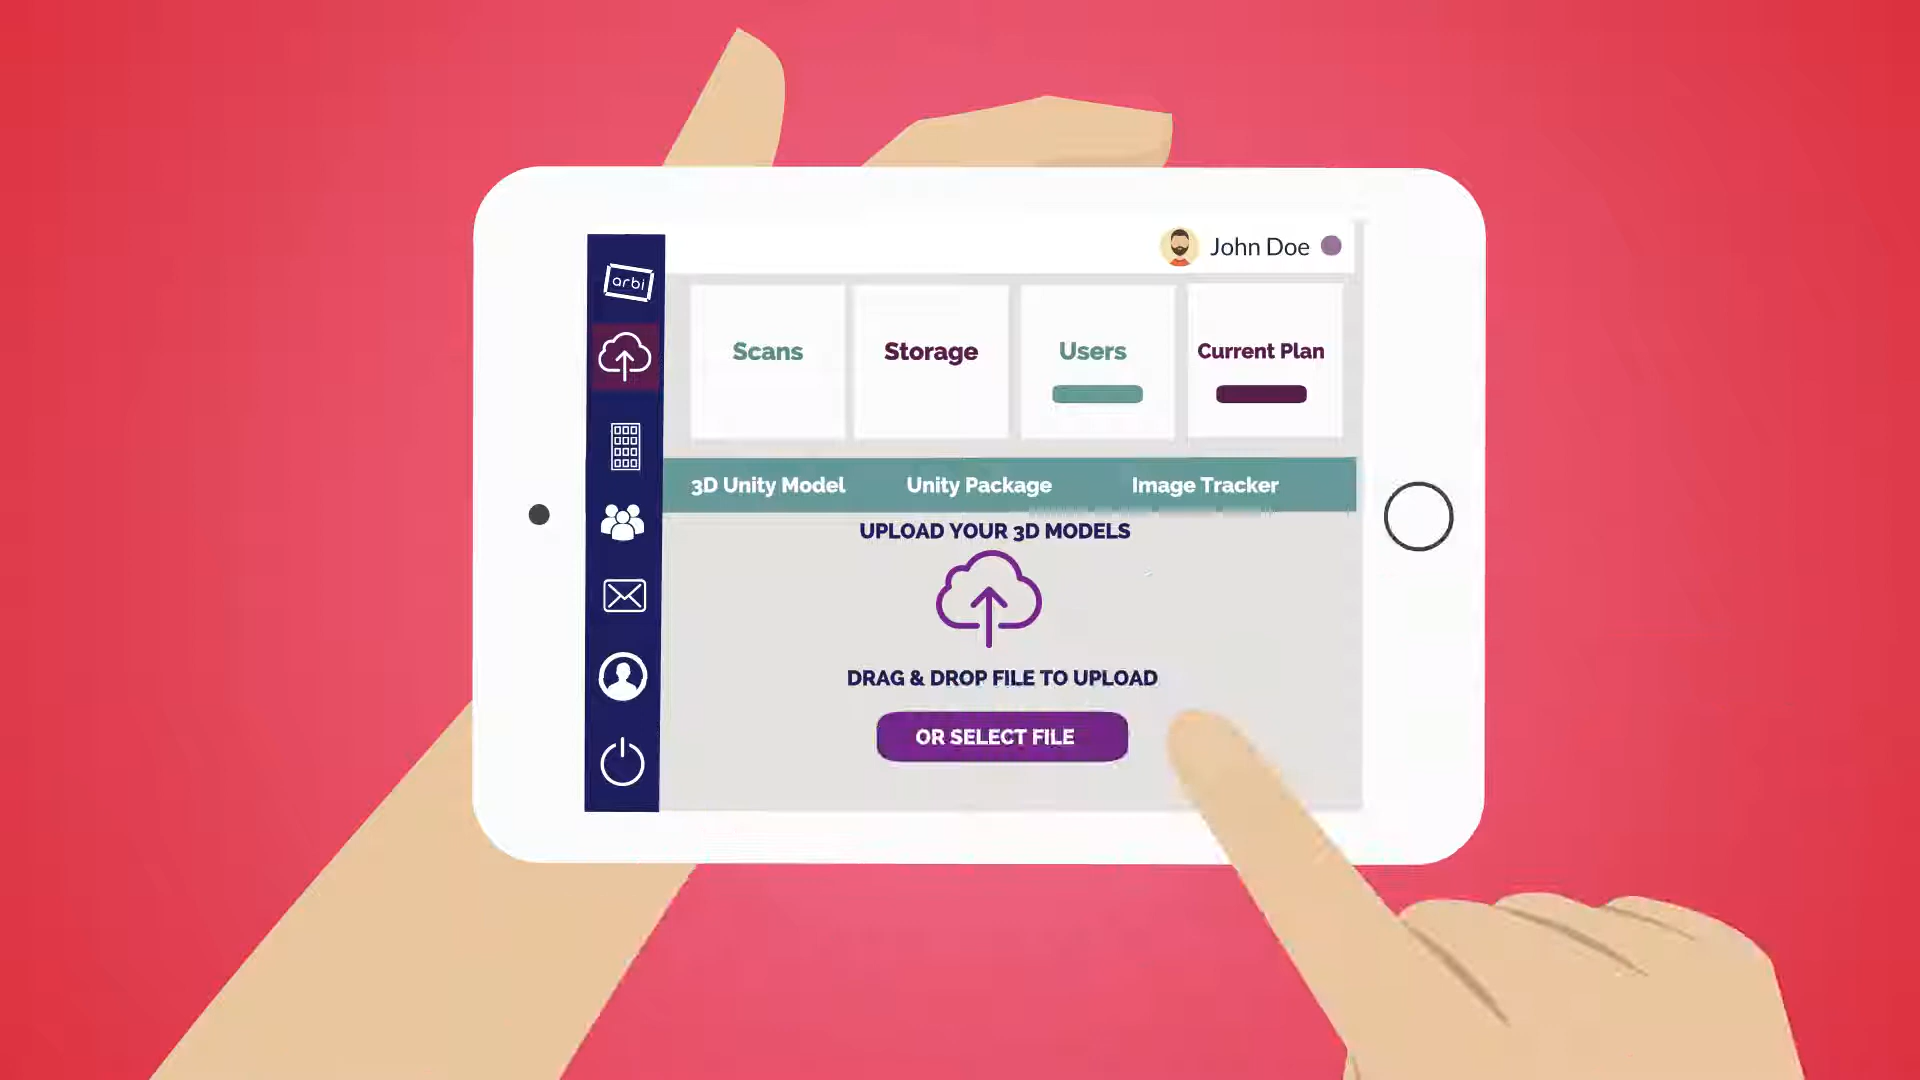 arbi
John Doe
Scans
Storage
Users
Current Plan
3D Unity Model
Unity Package
Image Tracker
UPLOAD YOUR 3D MODELS
DRAG & DROP FILE TO UPLOAD
OR SELECT FILE